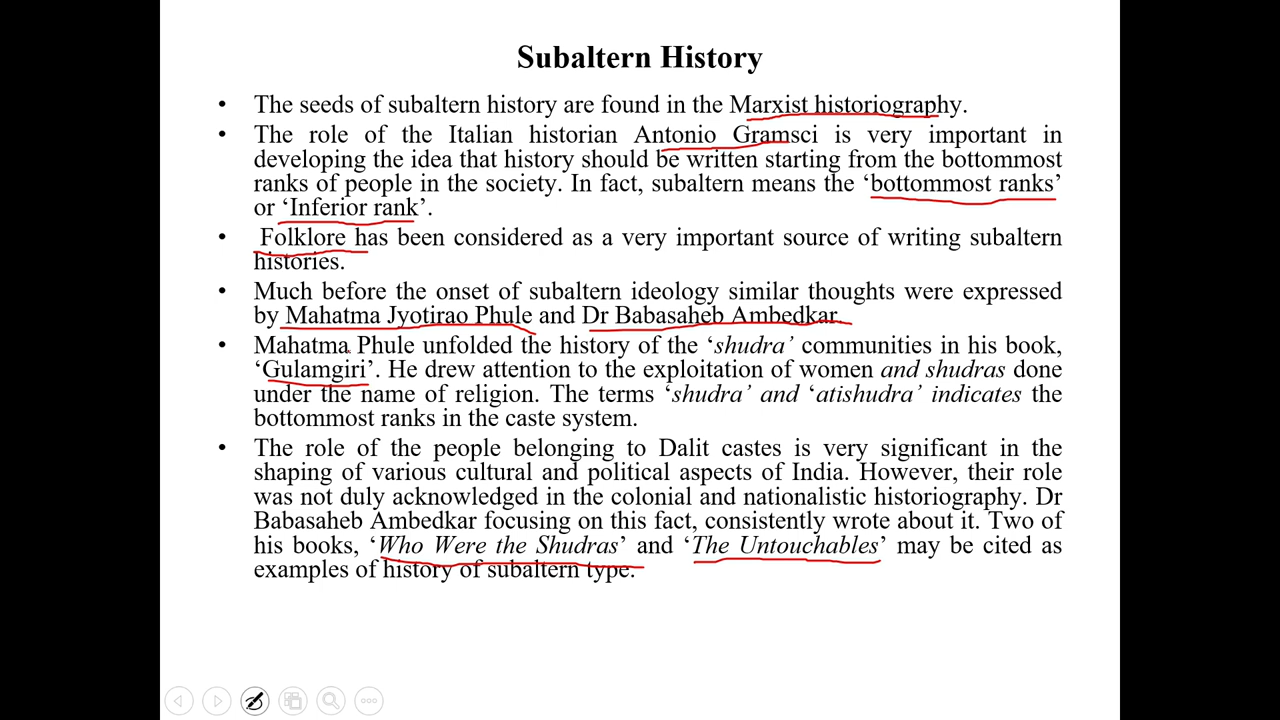 Subaltern History
• The seeds of subaltern history are found in the Marxist historiography.
• The role of the Italian historian Antonio Gramsci is very important in
developing the idea that history should be written starting from the bottommost
ranks of people in the society. In fact, subaltern means the ‘bottommost ranks’
or ‘Inferior rank’.
• Folklore has been considered as a very important source of writing subaltern
histories.
• Much before the onset of subaltern ideology similar thoughts were expressed
by Mahatma Jyotirao Phule and Dr Babasaheb Ambedkar.
• Mahatma Phule unfolded the history of the ‘shudra’ communities in his book,
‘Gulamgiri’. He drew attention to the exploitation of women and shudras done
under the name of religion. The terms ‘shudra’ and ‘atishudra’ indicates the
bottommost ranks in the caste system.
• The role of the people belonging to Dalit castes is very significant in the
shaping of various cultural and political aspects of India. However, their role
was not duly acknowledged in the colonial and nationalistic historiography. Dr
Babasaheb Ambedkar focusing on this fact, consistently wrote about it. Two of
his books, ‘Who Were the Shudras’ and ‘The Untouchables’ may be cited as
examples of history of subaltern type.